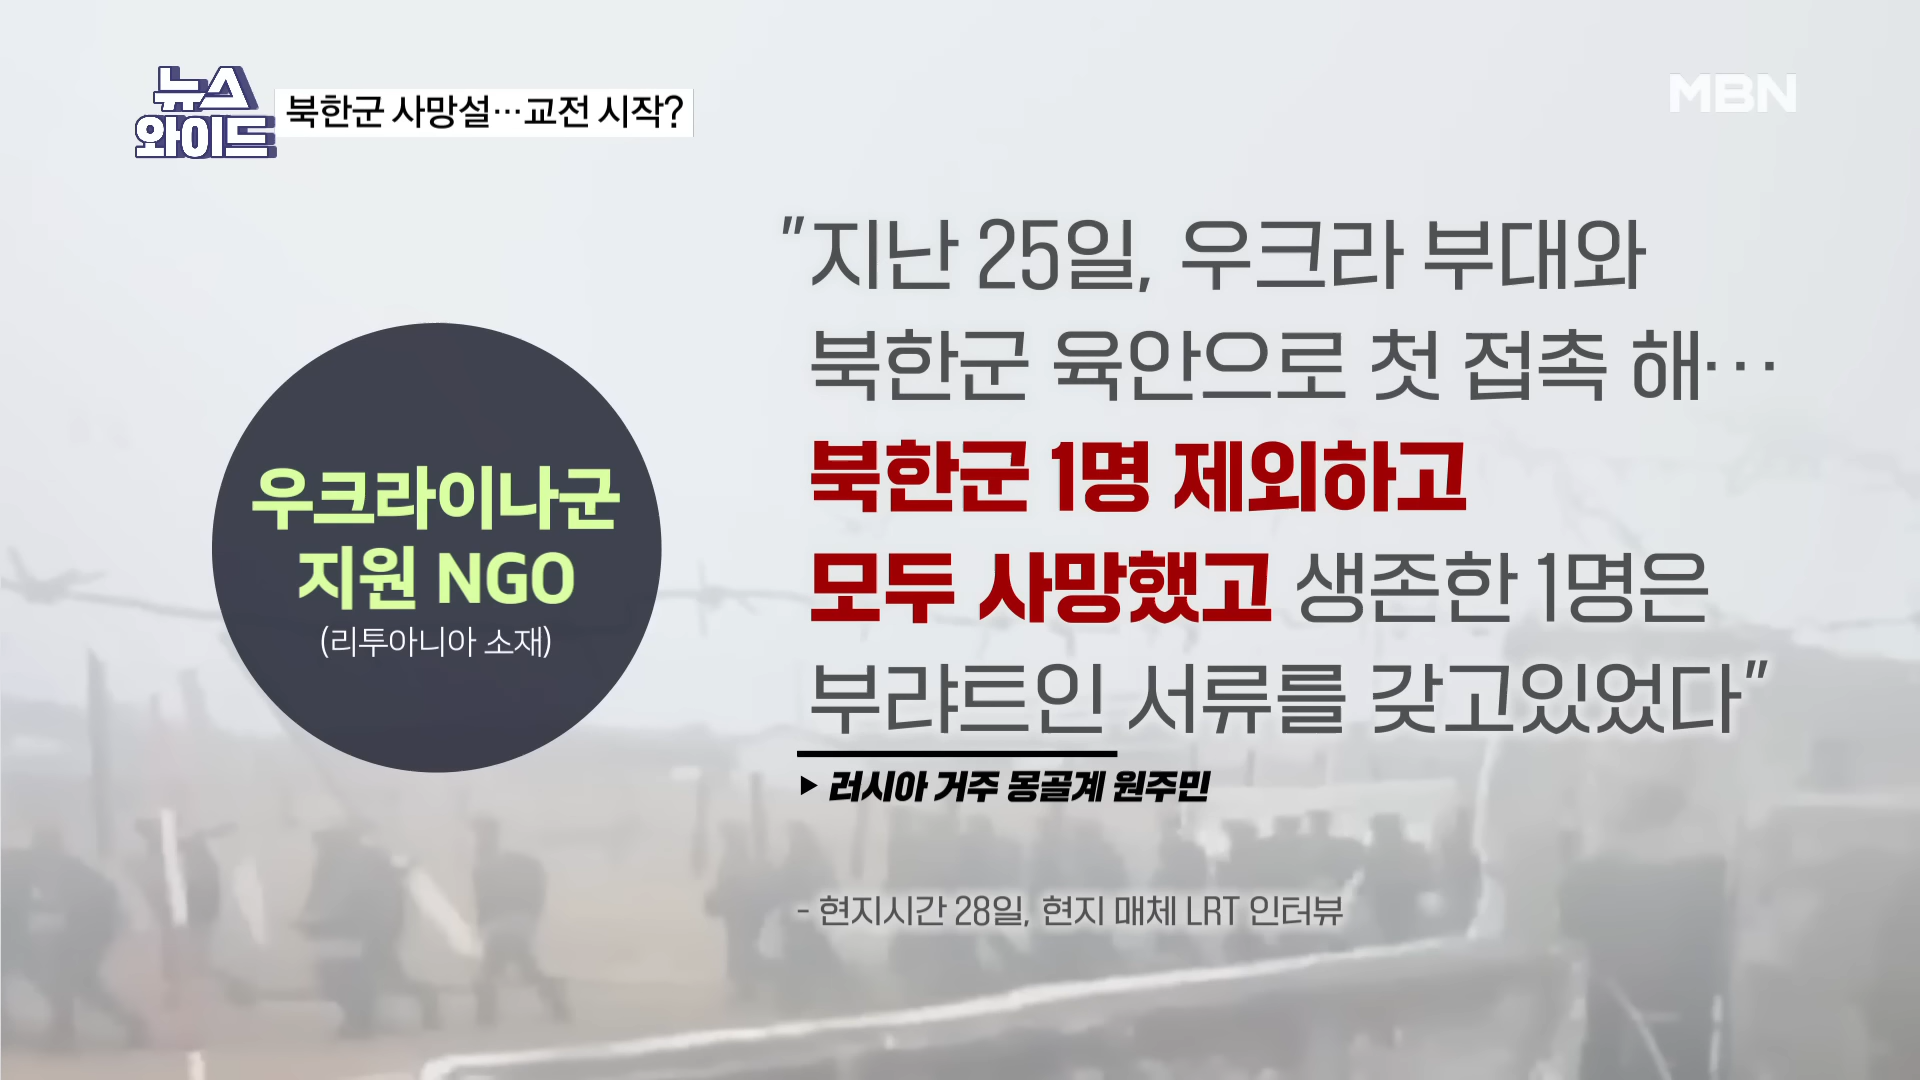 뉴스
와이드
북한군 사망설…교전 시작?
MBN
"지난 25일, 우크라 부대와
북한군 육안으로 첫 접촉 해…
북한군 1명 제외하고
모두 사망했고 생존한 1명은
부랴트인 서류를 갖고있었다"
▶ 러시아 거주 몽골계 원주민
우크라이나군
지원 NGO
(리투아니아 소재)
- 현지시간 28일, 현지 매체 LRT 인터뷰